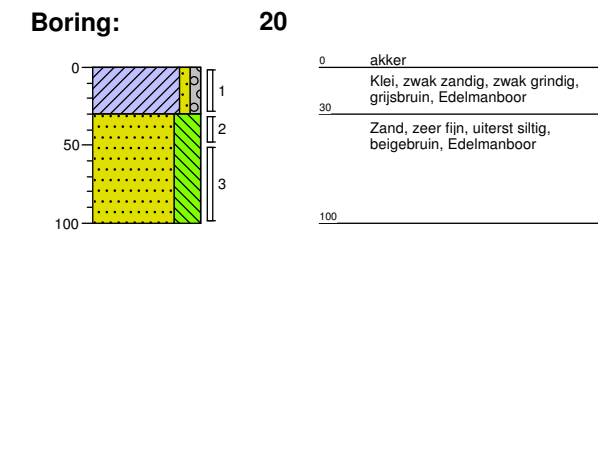 Boring: 20
0
50
100
1
2
3
0 akker
Klei, zwak zandig, zwak grindig,
grijsbruin, Edelmanboor
30
Zand, zeer fijn, uiterst siltig,
beigebruin, Edelmanboor
100